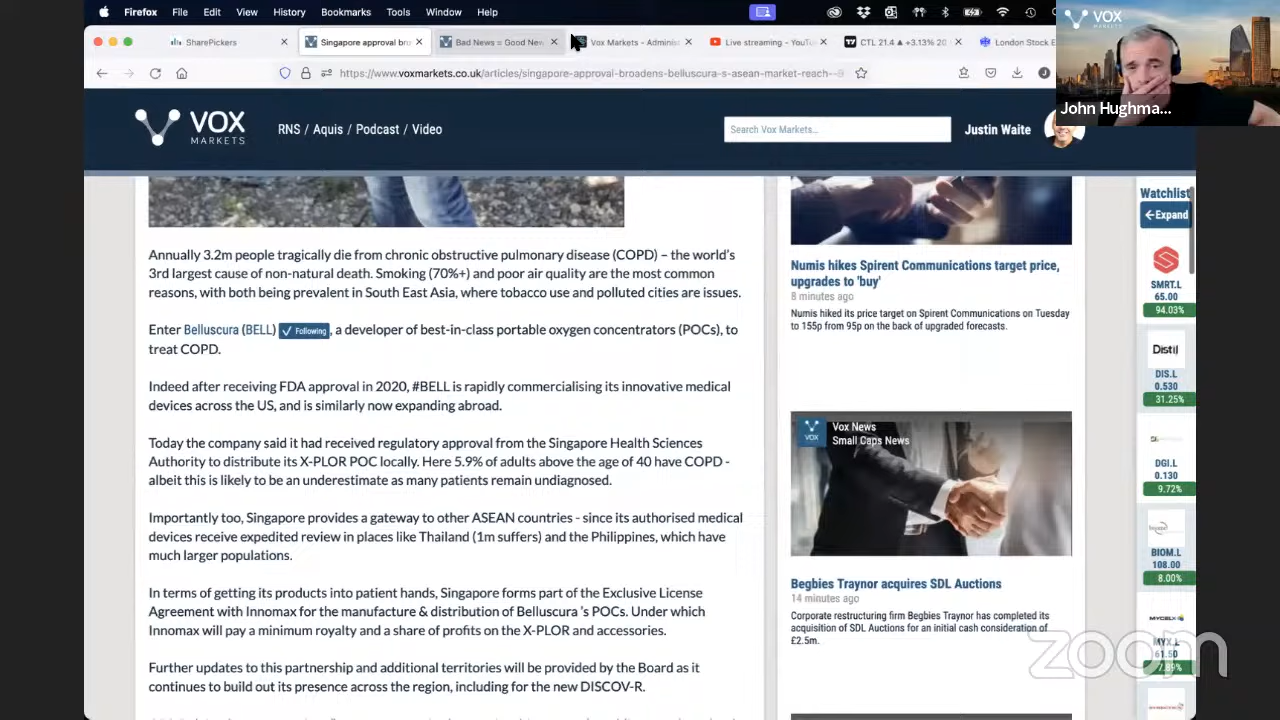 Firefox File Edit View History Bookmarks Tools Window Help
SharePickers
Singapore approval bro
Bad News = Good New
Vox Markets - Administ
Live streaming - YouTu
CTL 21.4 ▲ +3.13% 20
London Stock E
https://www.voxmarkets.co.uk/articles/singapore-approval-broadens-belluscura-s-asean-market-reach--8
VOX
MARKETS
John Hughma...
VOX
MARKETS
RNS / Aquis / Podcast / Video
Search Vox Markets...
Justin Waite
Annually 3.2m people tragically die from chronic obstructive pulmonary disease (COPD) – the world's
3rd largest cause of non-natural death. Smoking (70%+) and poor air quality are the most common
reasons, with both being prevalent in South East Asia, where tobacco use and polluted cities are issues.
Enter Belluscura (BELL) ✓ Following, a developer of best-in-class portable oxygen concentrators (POCs), to
treat COPD.
Indeed after receiving FDA approval in 2020, #BELL is rapidly commercialising its innovative medical
devices across the US, and is similarly now expanding abroad.
Today the company said it had received regulatory approval from the Singapore Health Sciences
Authority to distribute its X-PLOR POC locally. Here 5.9% of adults above the age of 40 have COPD -
albeit this is likely to be an underestimate as many patients remain undiagnosed.
Importantly too, Singapore provides a gateway to other ASEAN countries - since its authorised medical
devices receive expedited review in places like Thailand (1m suffers) and the Philippines, which have
much larger populations.
In terms of getting its products into patient hands, Singapore forms part of the Exclusive License
Agreement with Innomax for the manufacture & distribution of Belluscura 's POCs. Under which
Innomax will pay a minimum royalty and a share of profits on the X-PLOR and accessories.
Further updates to this partnership and additional territories will be provided by the Board as it
continues to build out its presence across the region, including for the new DISCOV-R.
Numis hikes Spirent Communications target price,
upgrades to 'buy'
8 minutes ago
Numis hiked its price target on Spirent Communications on Tuesday
to 155p from 95p on the back of upgraded forecasts.
VOX
Vox News
Small Caps News
Begbies Traynor acquires SDL Auctions
14 minutes ago
Corporate restructuring firm Begbies Traynor has completed its
acquisition of SDL Auctions for an initial cash consideration of
£2.5m.
Watchlist
←Expand
SMRT.L
65.00
94.03%
Distil
DIS.L
0.530
31.25%
DGI.L
0.130
9.72%
BIOM.L
108.00
8.00%
MYCELX
MYX.L
61.50
7.89%
zoom